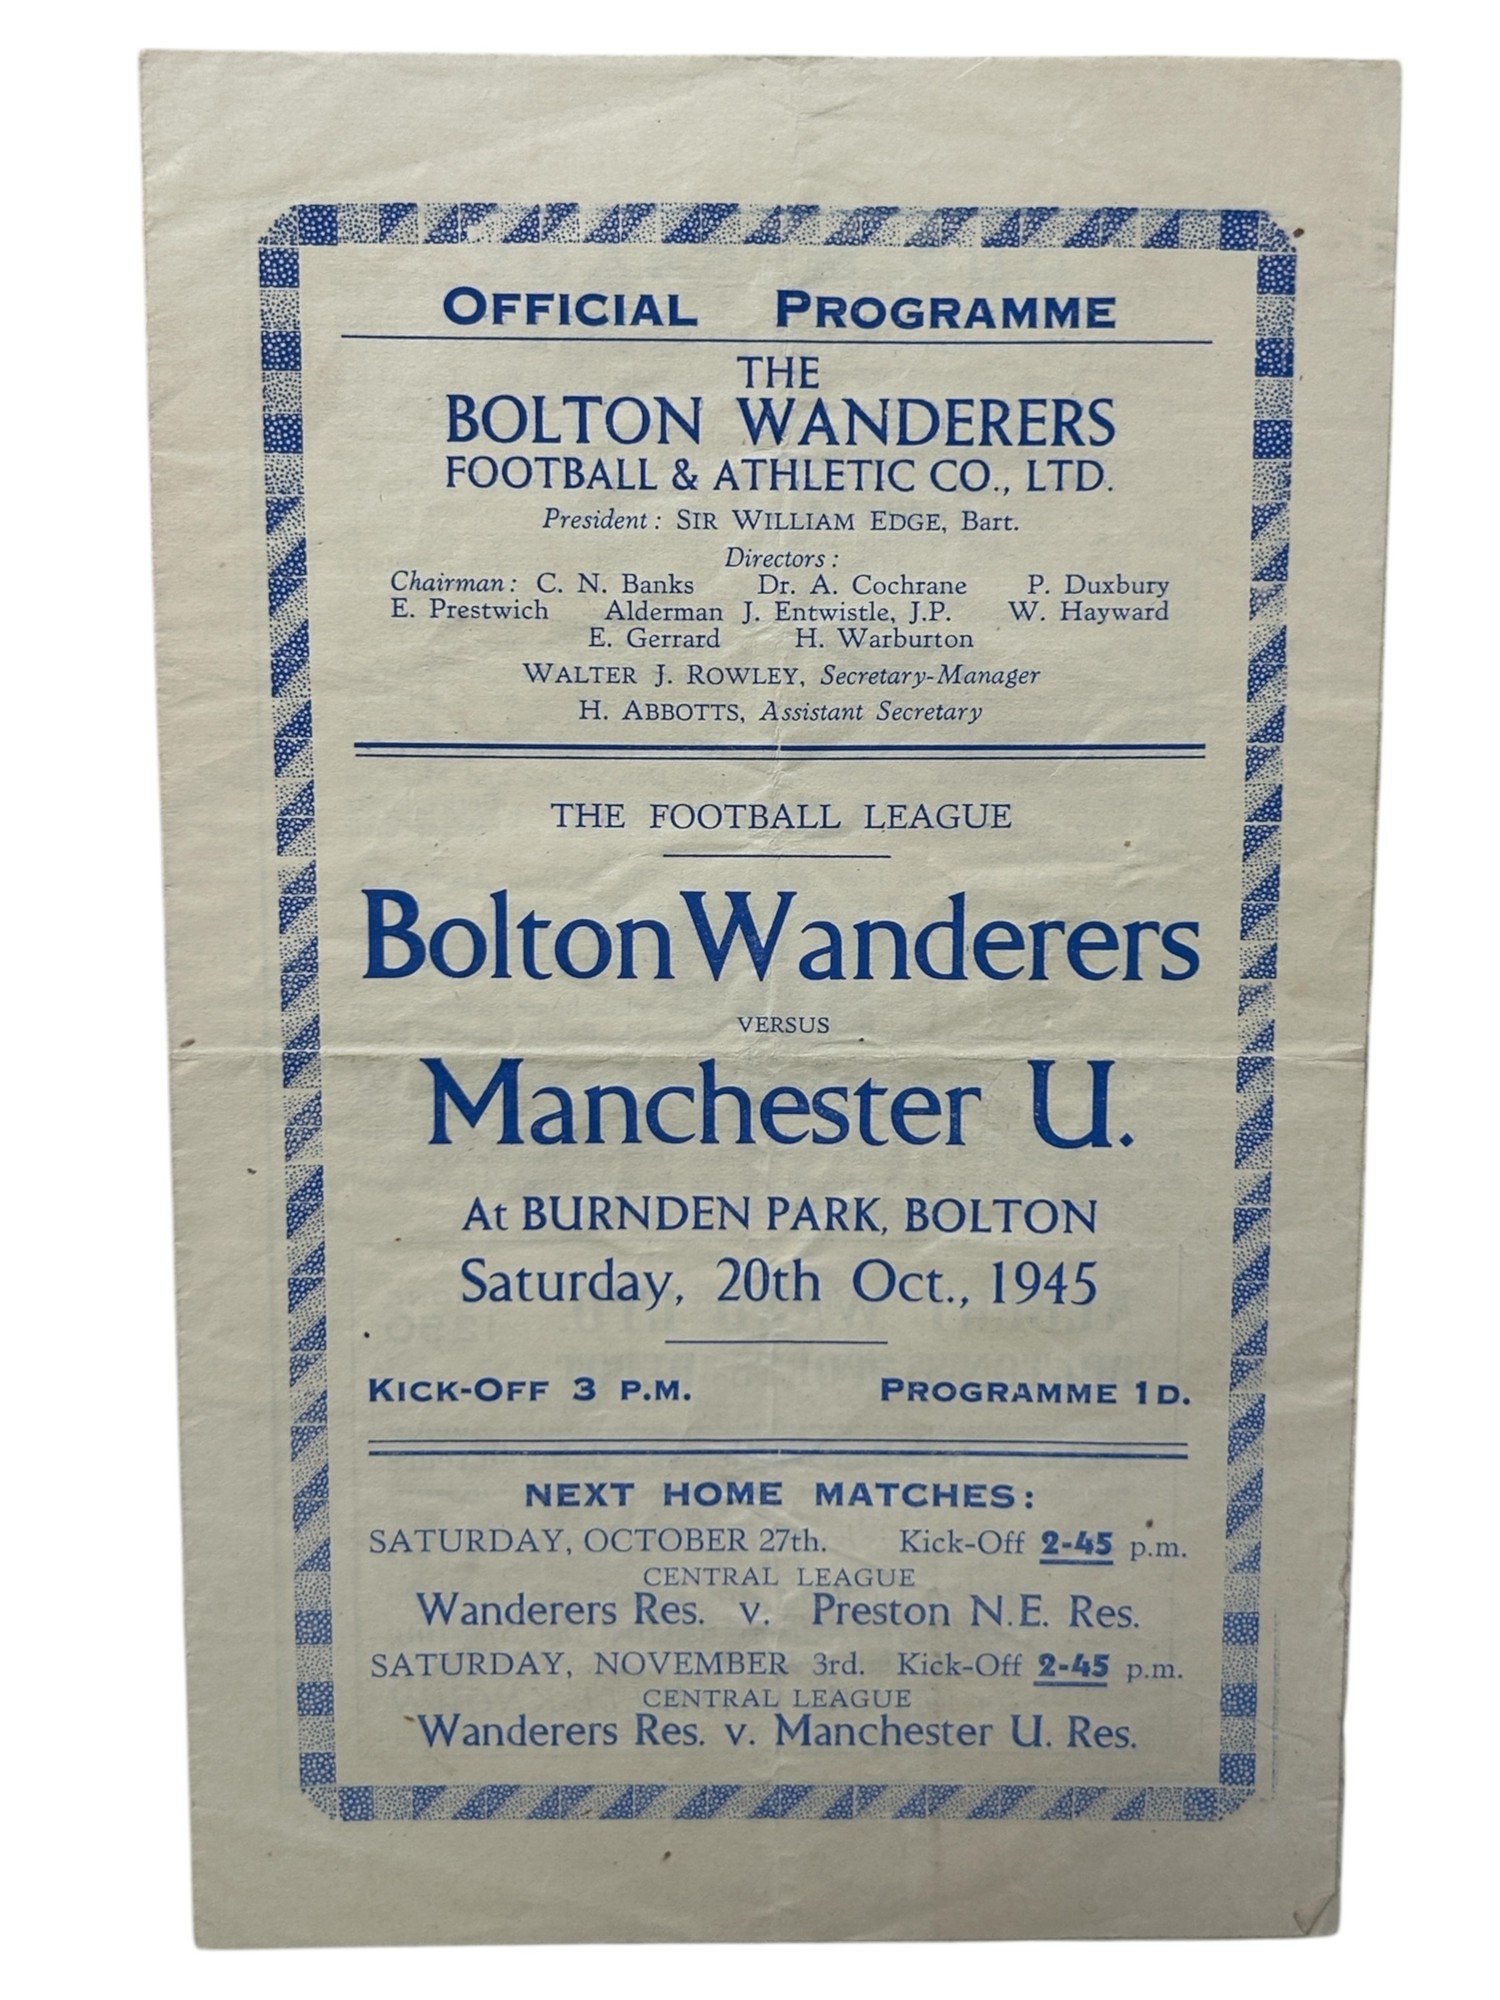 OFFICIAL PROGRAMME
THE
BOLTON WANDERERS
FOOTBALL & ATHLETIC CO., LTD.
President: SIR WILLIAM EDGE, Bart.
Directors:
Chairman: C. N. Banks Dr. A. Cochrane P. Duxbury
E. Prestwich Alderman J. Entwistle, J.P. W. Hayward
E. Gerrard H. Warburton
WALTER J. ROWLEY, Secretary-Manager
H. ABBOTTS, Assistant Secretary
THE FOOTBALL LEAGUE
Bolton Wanderers
VERSUS
Manchester U.
At BURNDEN PARK, BOLTON
Saturday, 20th Oct., 1945
KICK-OFF 3 P.M. PROGRAMME 1D.
NEXT HOME MATCHES:
SATURDAY, OCTOBER 27th. Kick-Off 2-45 p.m.
CENTRAL LEAGUE
Wanderers Res. v. Preston N.E. Res.
SATURDAY, NOVEMBER 3rd. Kick-Off 2-45 p.m.
CENTRAL LEAGUE
Wanderers Res. v. Manchester U. Res.